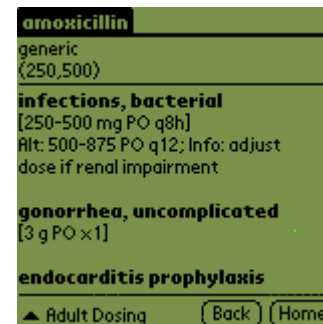 amoxicillin
generic
(250,500)
infections, bacterial
[250-500 mg PO q8h]
Alt: 500-875 PO q12; Info: adjust
dose if renal impairment
gonorrhea, uncomplicated
[3 g PO x1]
endocarditis prophylaxis
▲ Adult Dosing Back Home